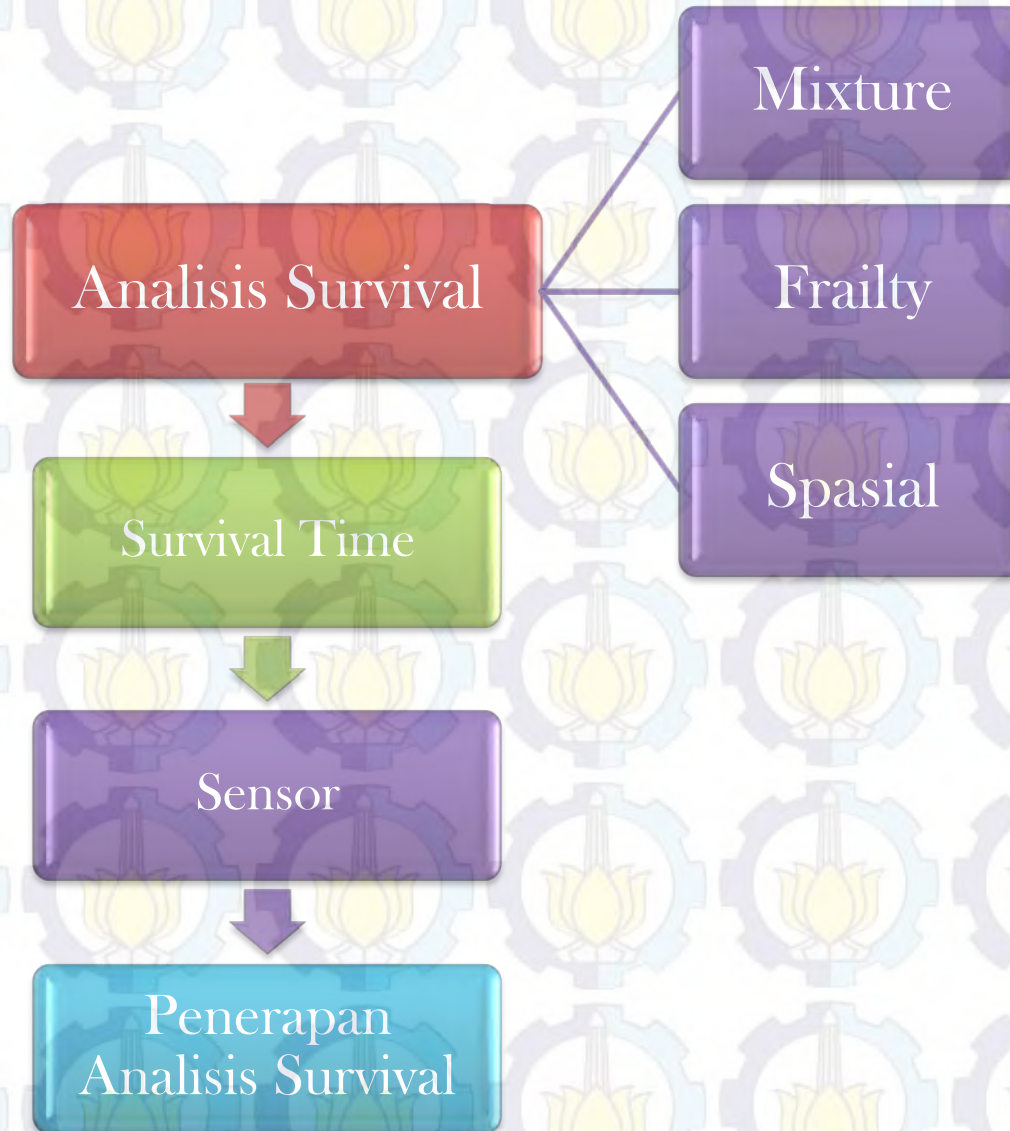 Analisis Survival
Mixture
Frailty
Spasial
Survival Time
Sensor
Penerapan
Analisis Survival